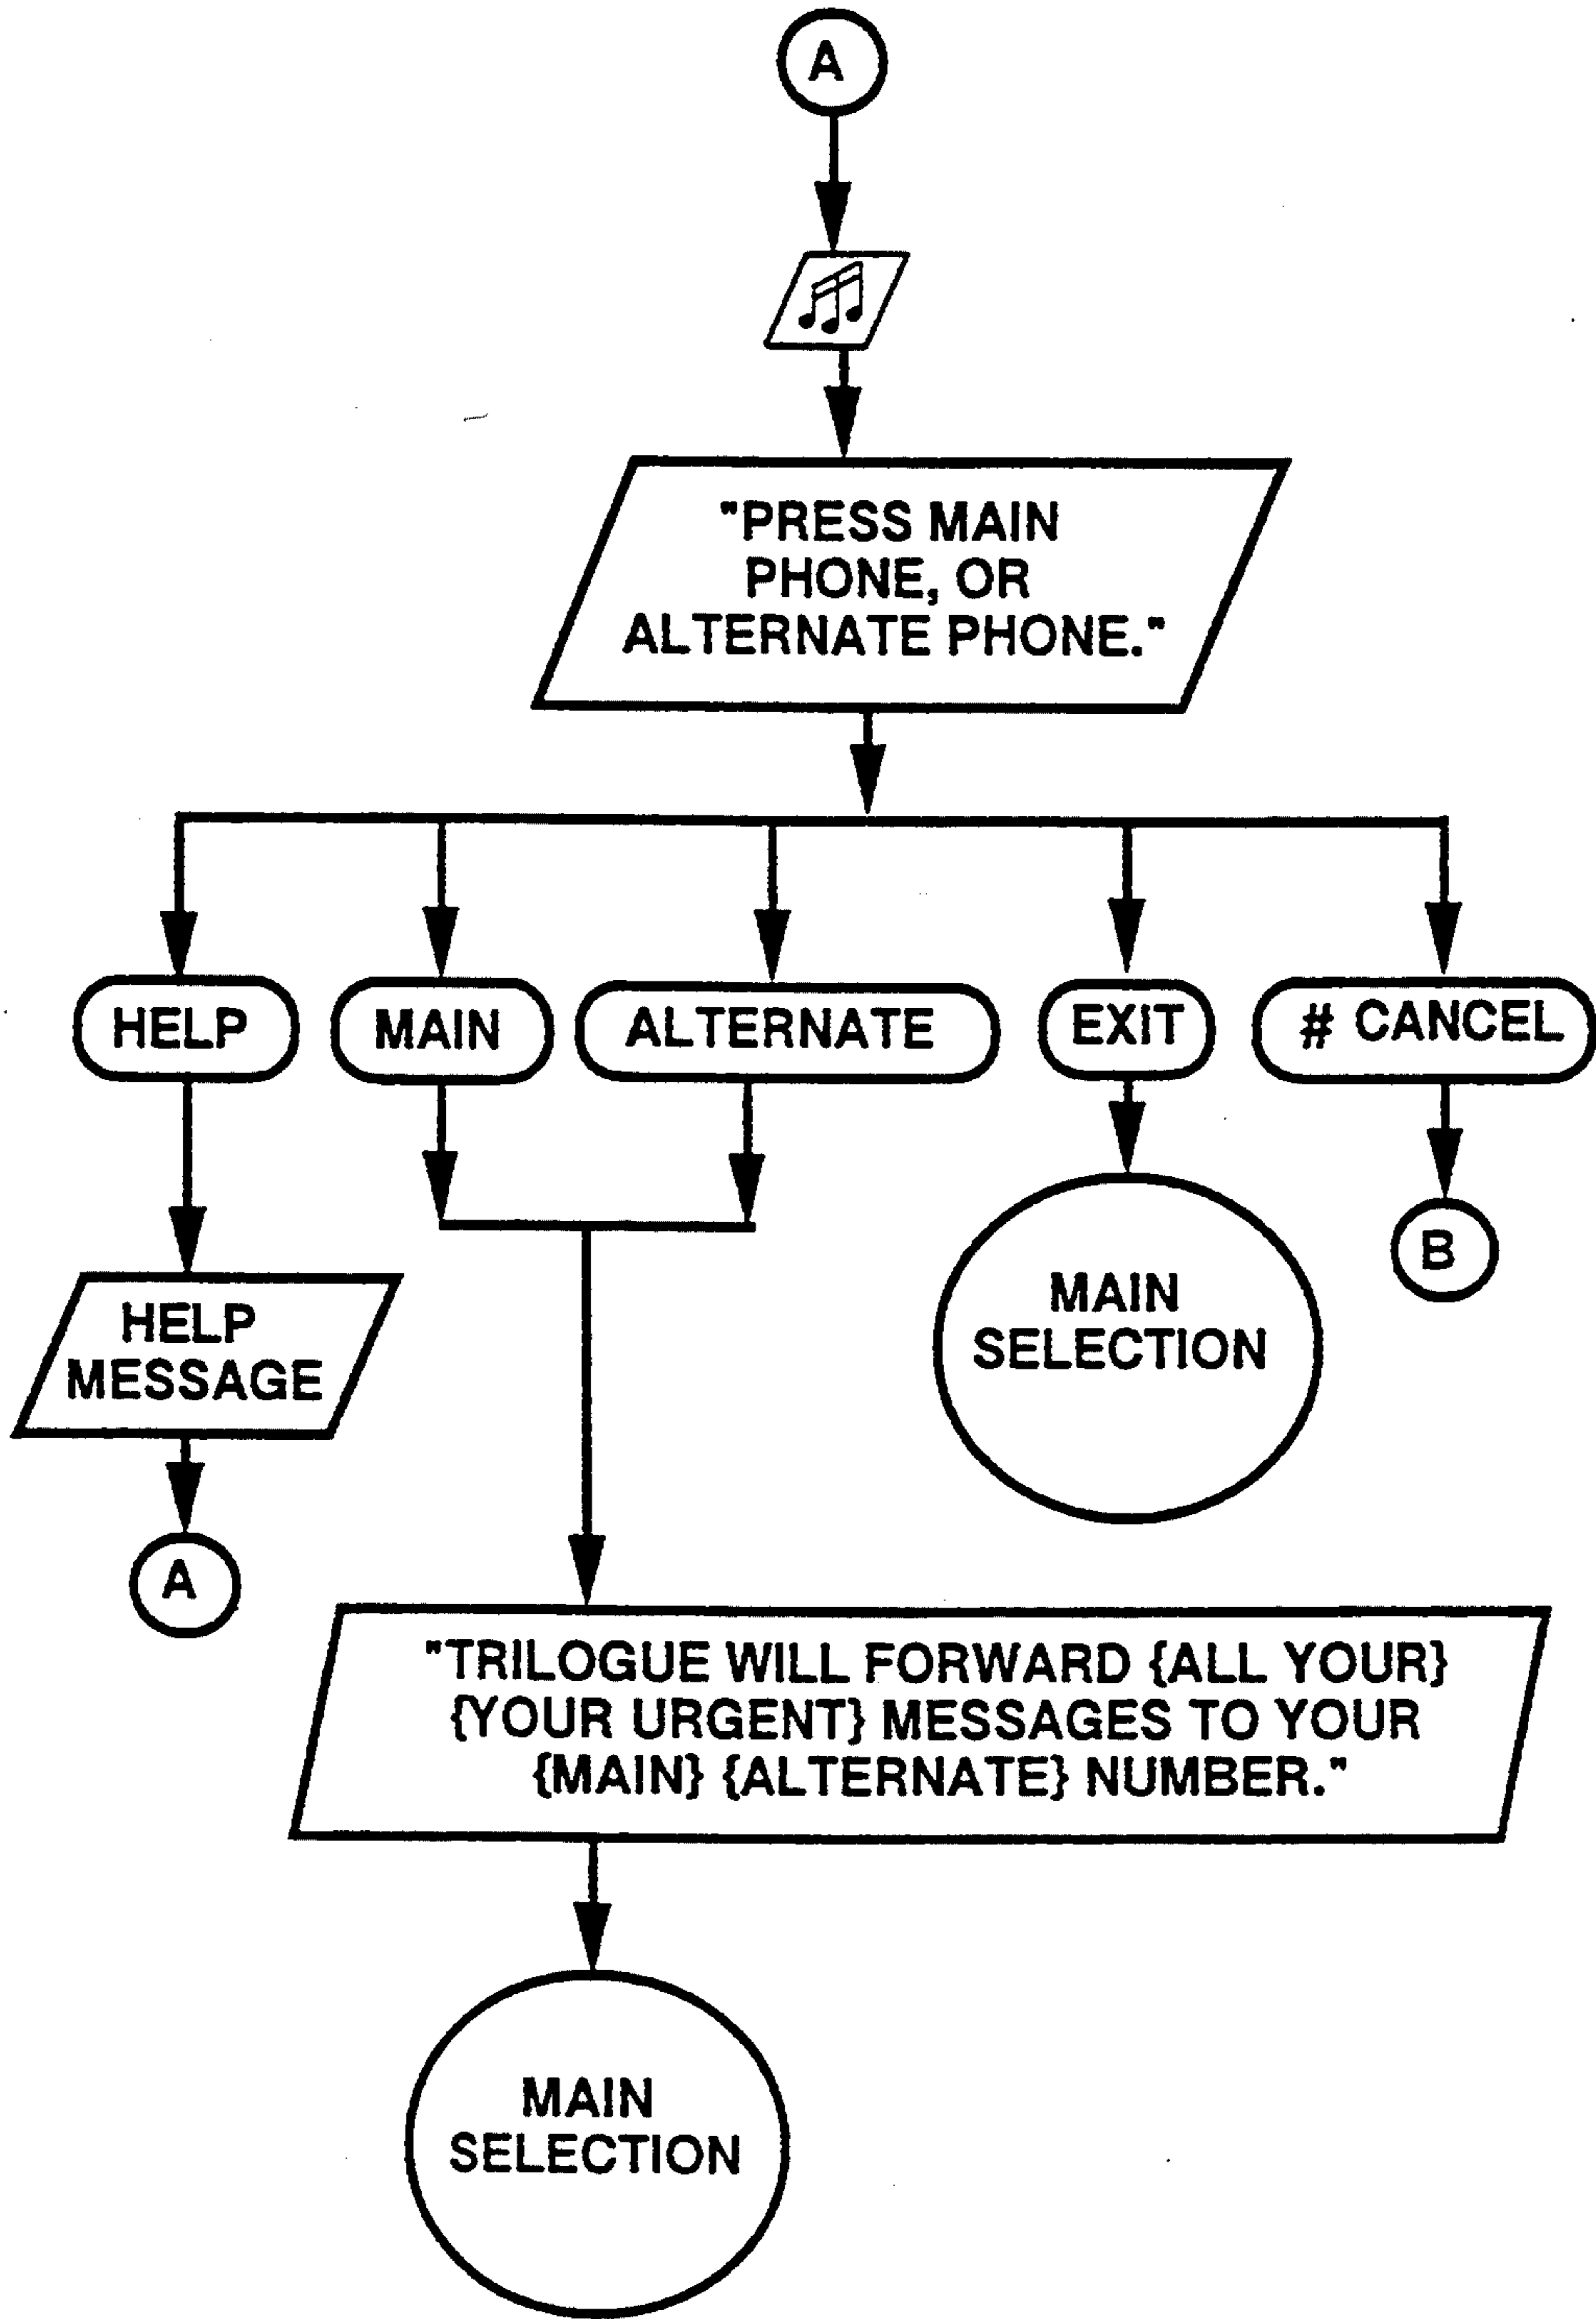 A
"PRESS MAIN
PHONE, OR
ALTERNATE PHONE."
HELP
MAIN
ALTERNATE
EXIT
# CANCEL
B
MAIN
SELECTION
HELP
MESSAGE
A
"TRILOGUE WILL FORWARD {ALL YOUR}
{YOUR URGENT} MESSAGES TO YOUR
{MAIN} {ALTERNATE} NUMBER."
MAIN
SELECTION